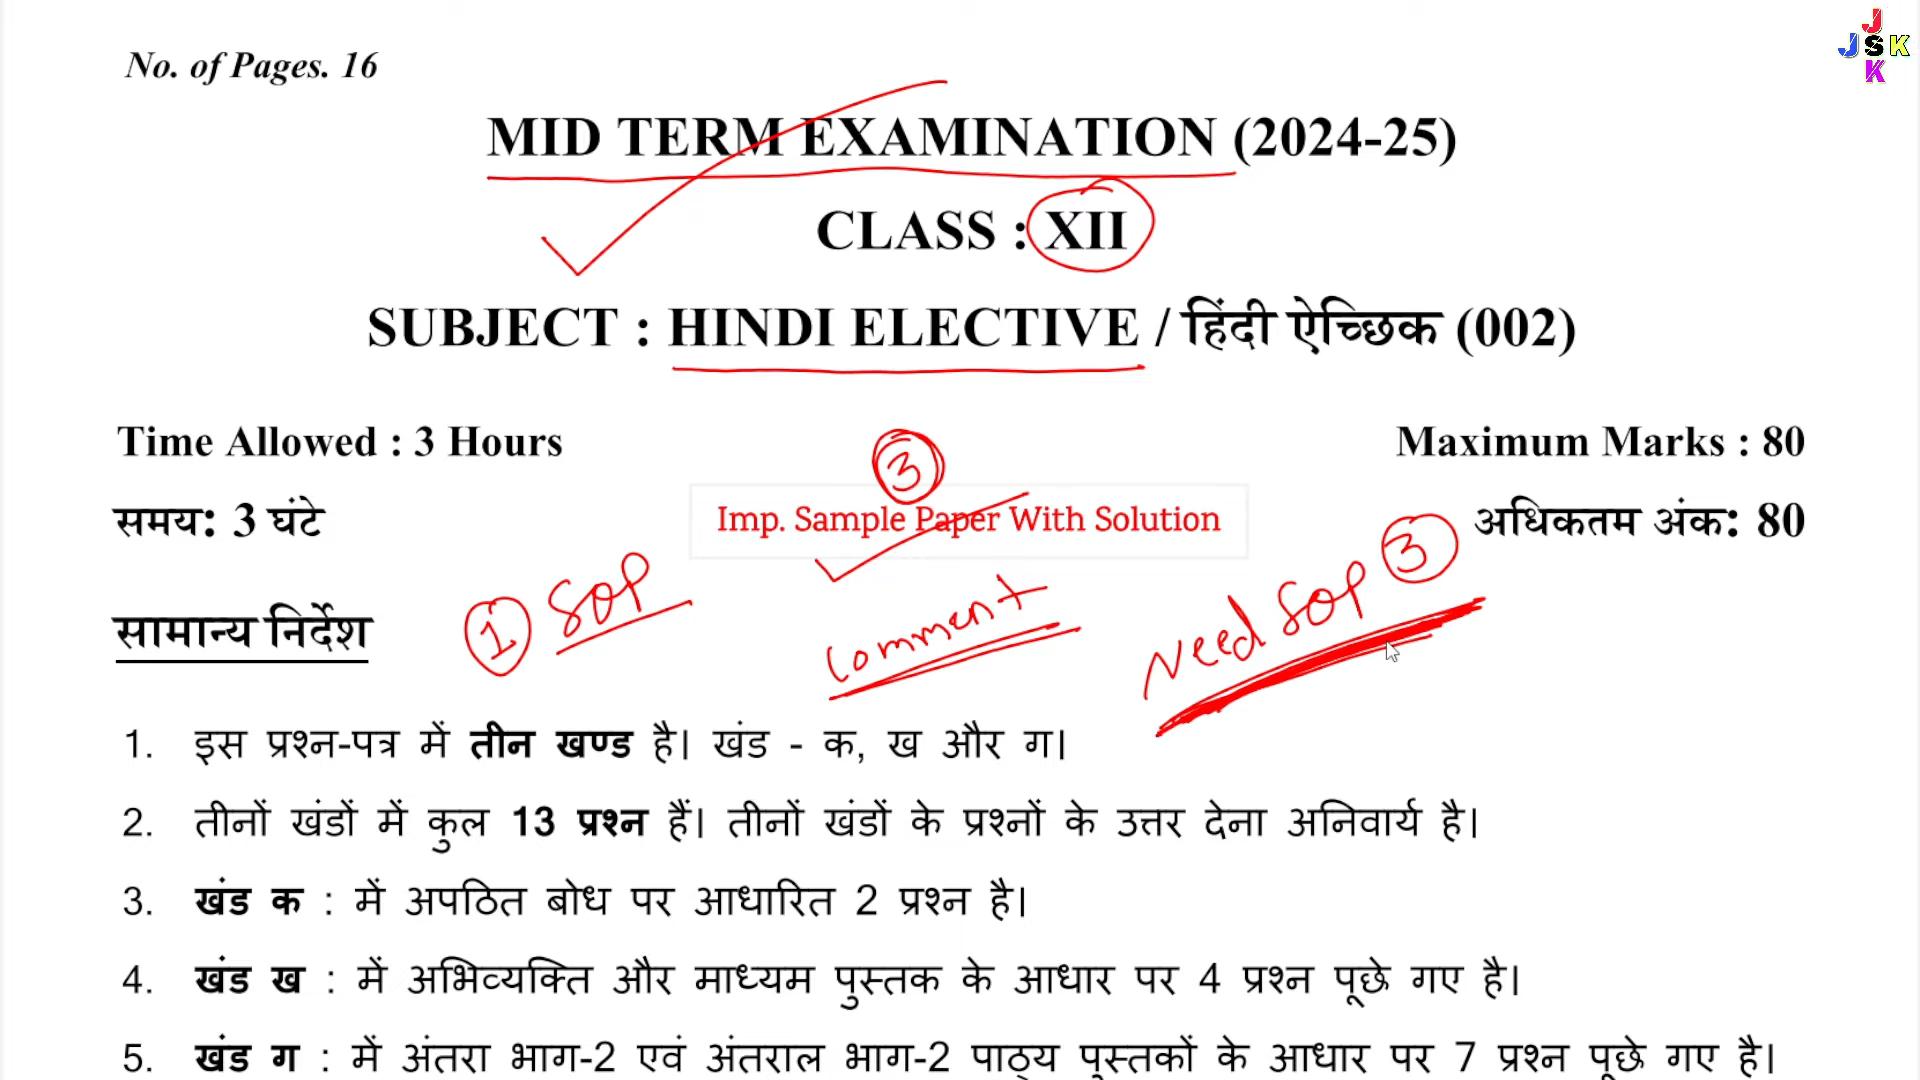 No. of Pages. 16
J
J S K
K
MID TERM EXAMINATION (2024-25)
CLASS : XII
SUBJECT : HINDI ELECTIVE / हिंदी ऐच्छिक (002)
Time Allowed : 3 Hours
Maximum Marks : 80
3
समय: 3 घंटे
Imp. Sample Paper With Solution
अधिकतम अंक: 80
सामान्य निर्देश
1 SOP
Comment
Need SOP 3
1. इस प्रश्न-पत्र में तीन खण्ड है। खंड - क, ख और ग।
2. तीनों खंडों में कुल 13 प्रश्न हैं। तीनों खंडों के प्रश्नों के उत्तर देना अनिवार्य है।
3. खंड क : में अपठित बोध पर आधारित 2 प्रश्न है।
4. खंड ख : में अभिव्यक्ति और माध्यम पुस्तक के आधार पर 4 प्रश्न पूछे गए है।
5. खंड ग : में अंतरा भाग-2 एवं अंतराल भाग-2 पाठ्य पुस्तकों के आधार पर 7 प्रश्न पूछे गए है।